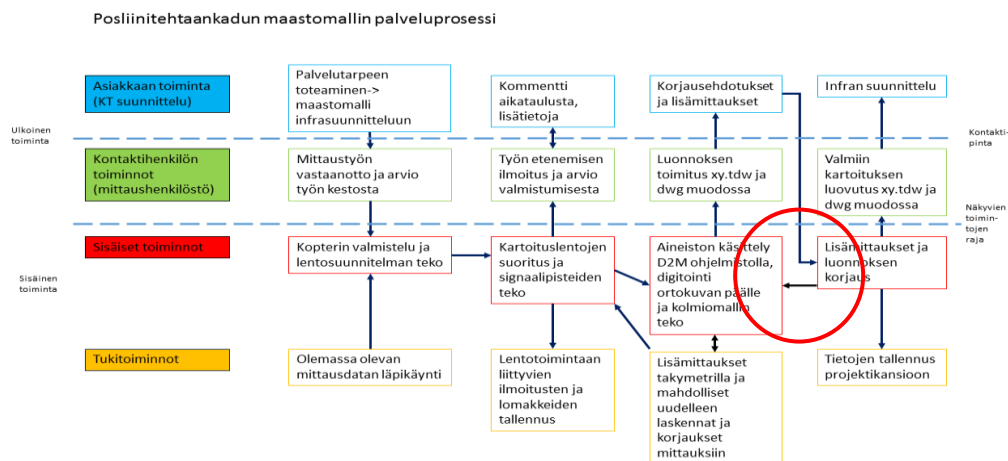 Posliinitehtaankadun maastomallin palveluprosessi
Asiakkaan toiminta
(KT suunnittelu)
Palvelutarpeen
toteaminen->
maastomalli
infrasuunnitteluun
Kommentti
aikataulusta,
lisätietoja
Korjausehdotukset
ja lisämittaukset
Infran suunnittelu
Ulkoinen
toiminta
Kontakti-
pinta
Kontaktihenkilön
toiminnot
(mittaushenkilöstö)
Mittaustyön
vastaanotto ja arvio
työn kestosta
Työn etenemisen
ilmoitus ja arvio
valmistumisesta
Luonnoksen
toimitus xy.tdw ja
dwg muodossa
Valmiin
kartoituksen
luovutus xy.tdw ja
dwg muodossa
Näkyvien
toimin-
tojen
raja
Sisäiset toiminnot
Kopterin valmistelu ja
lentosuunnitelman teko
Kartoituslentojen
suoritus ja
signaalipisteiden
teko
Aineiston käsittely
D2M ohjelmistolla,
digitointi
ortokuvan päälle
ja kolmiomallin
teko
Lisämittaukset ja
luonnoksen
korjaus
Sisäinen
toiminta
Tukitoiminnot
Olemassa olevan
mittausdatan läpikäynti
Lentotoimintaan
liittyvien
ilmoitusten ja
lomakkeiden
tallennus
Lisämittaukset
takymetrilla ja
mahdolliset
uudelleen
laskennat ja
korjaukset
mittauksiin
Tietojen tallennus
projektikansioon